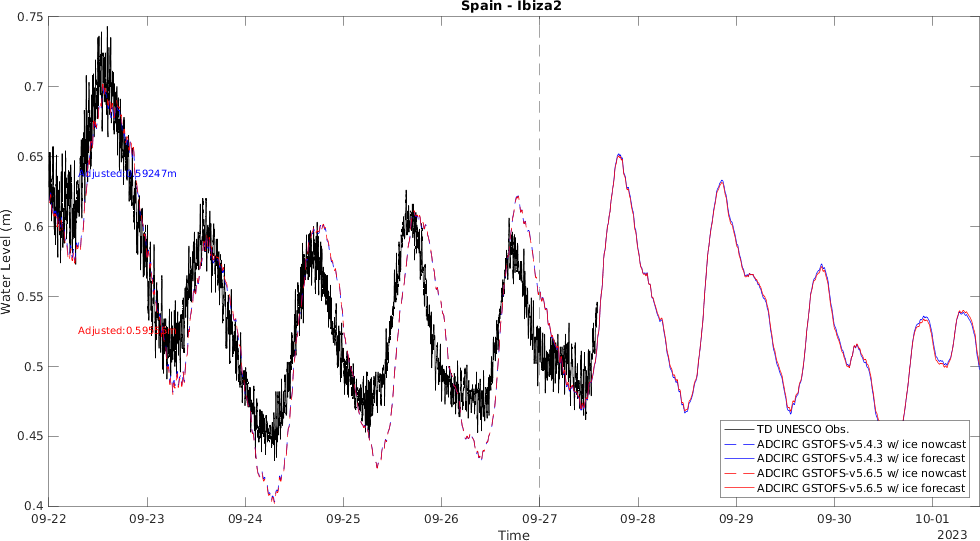 Spain - Ibiza2
0.75
0.7
0.65
0.6
0.55
0.5
0.45
0.4
Water Level (m)
Adjusted: 0.59247m
Adjusted:0.595
TD UNESCO Obs.
ADCIRC GSTOFS-v5.4.3 w/ ice nowcast
ADCIRC GSTOFS-v5.4.3 w/ ice forecast
ADCIRC GSTOFS-v5.6.5 w/ ice nowcast
ADCIRC GSTOFS-v5.6.5 w/ ice forecast
09-22 09-23 09-24 09-25 09-26 09-27 09-28 09-29 09-30 10-01
Time
2023